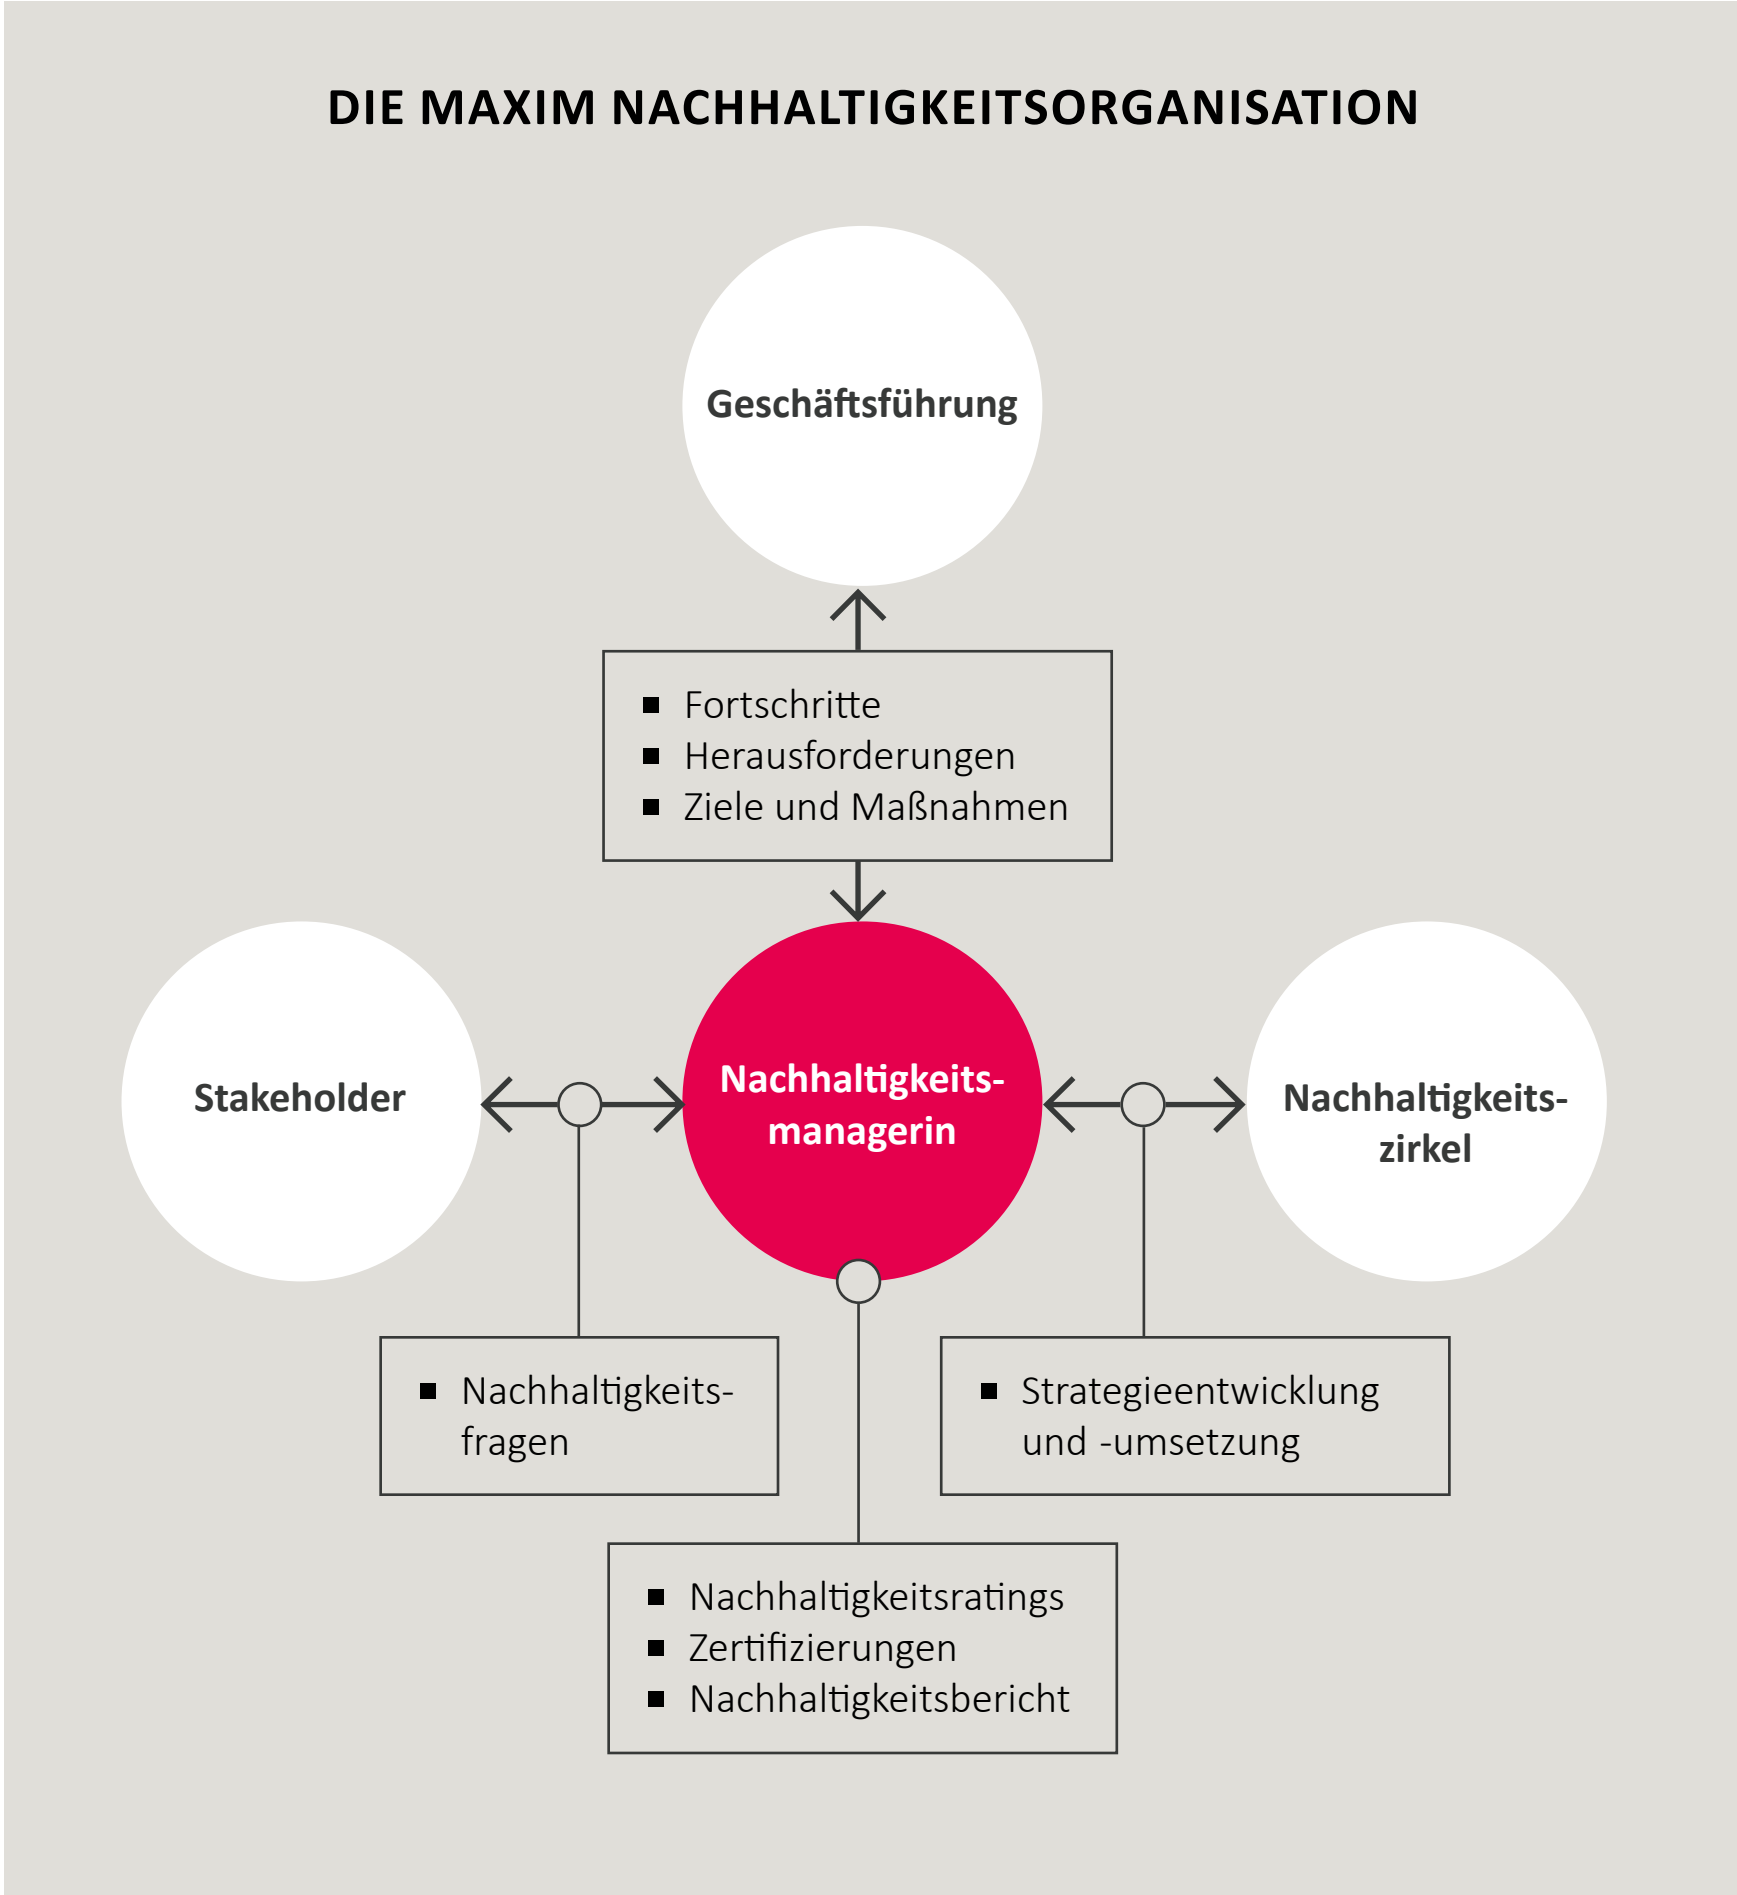 DIE MAXIM NACHHALTIGKEITSORGANISATION
Geschäftsführung
■ Fortschritte
■ Herausforderungen
■ Ziele und Maßnahmen
Stakeholder
Nachhaltigkeits-
managerin
Nachhaltigkeits-
zirkel
■ Nachhaltigkeits-
fragen
■ Strategieentwicklung
und -umsetzung
■ Nachhaltigkeitsratings
■ Zertifizierungen
■ Nachhaltigkeitsbericht